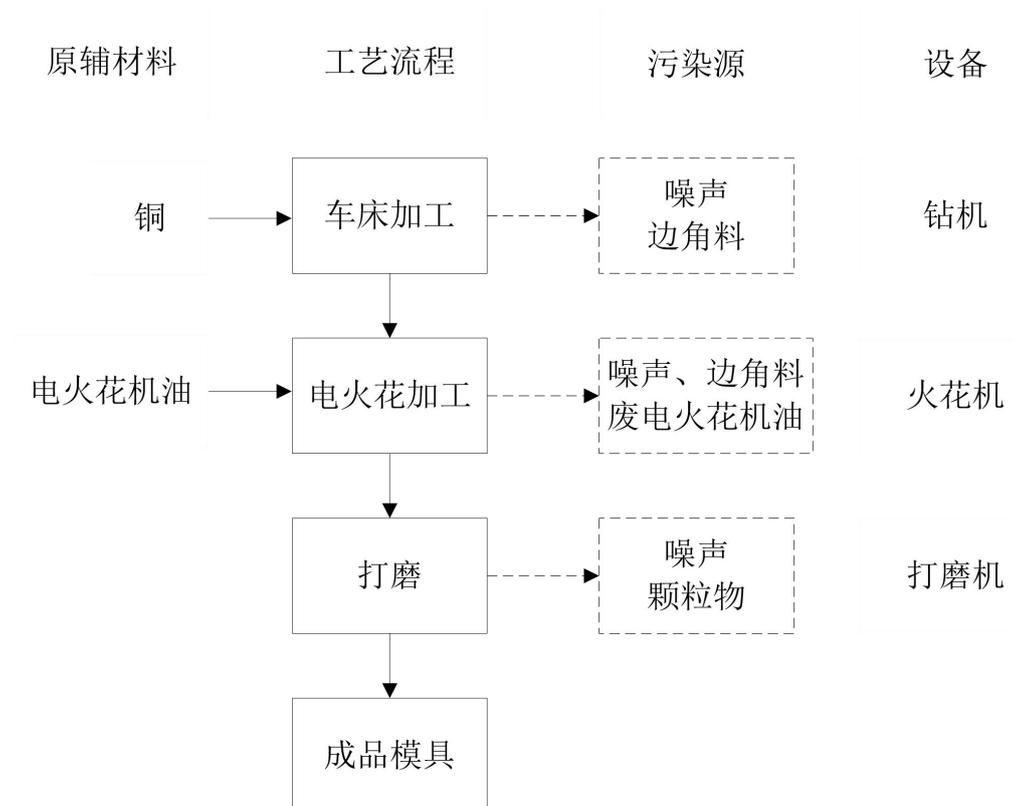 原辅材料 工艺流程 污染源 设备
铜 车床加工 噪声 钻机
边角料
电火花机油 电火花加工 噪声、边角料 火花机
废电火花机油
打磨 噪声 打磨机
颗粒物
成品模具